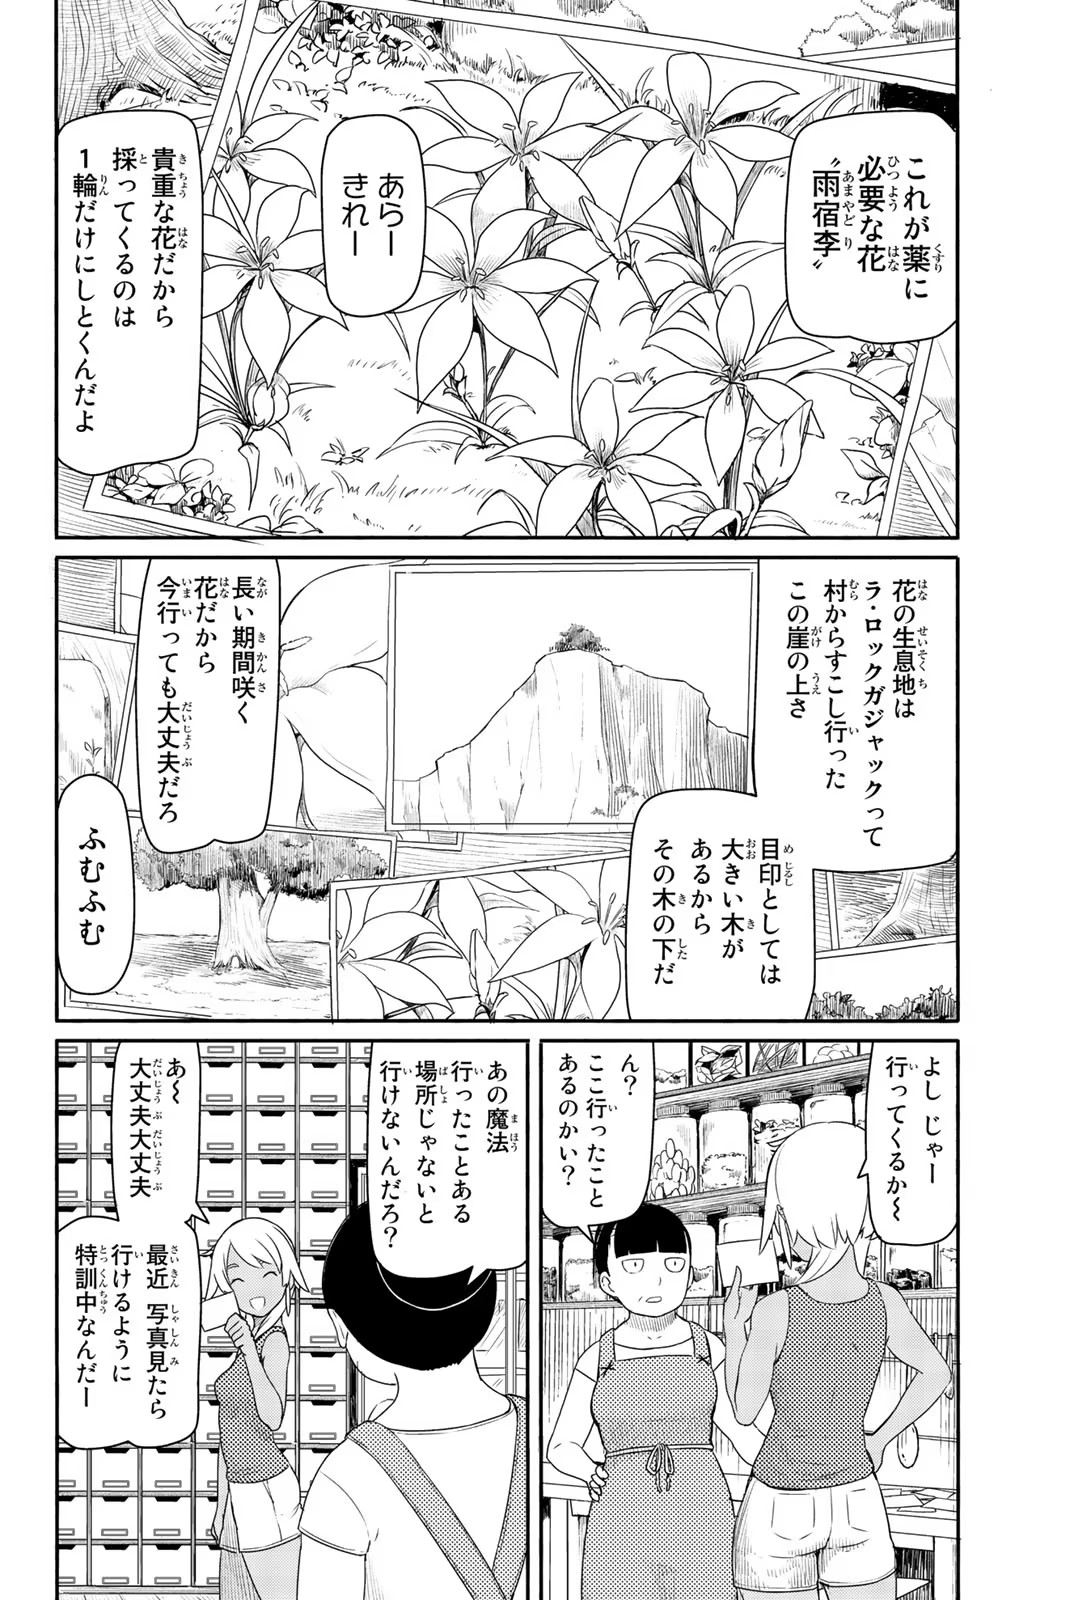 これが薬に
必要な花
〝雨宿李〟
あらー
きれー
貴重な花だから
採ってくるのは
1輪だけにしとくんだよ
花の生息地は
ラ・ロックガジャックって
村からすこし行った
この崖の上さ
目印としては
大きい木が
あるから
その木の下だ
長い期間咲く
花だから
今行っても大丈夫だろ
ふむふむ
よし じゃー
行ってくるか〜
ん?
ここ行ったこと
あるのかい?
あの魔法
行ったことある
場所じゃないと
行けないんだろ?
あ〜
大丈夫大丈夫
最近 写真見たら
行けるように
特訓中なんだー